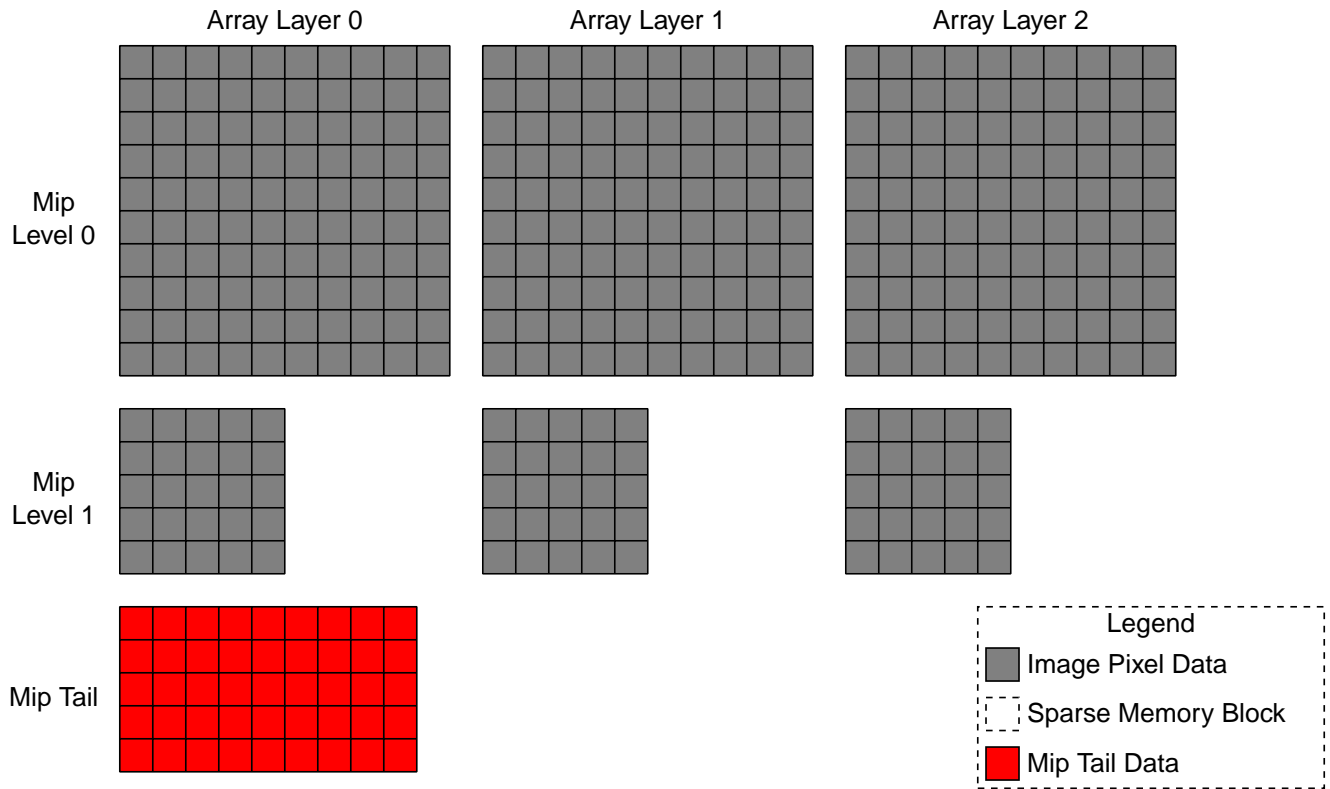 Array Layer 0
Array Layer 1
Array Layer 2
Mip
Level 0
Mip
Level 1
Mip Tail
Legend
Image Pixel Data
Sparse Memory Block
Mip Tail Data